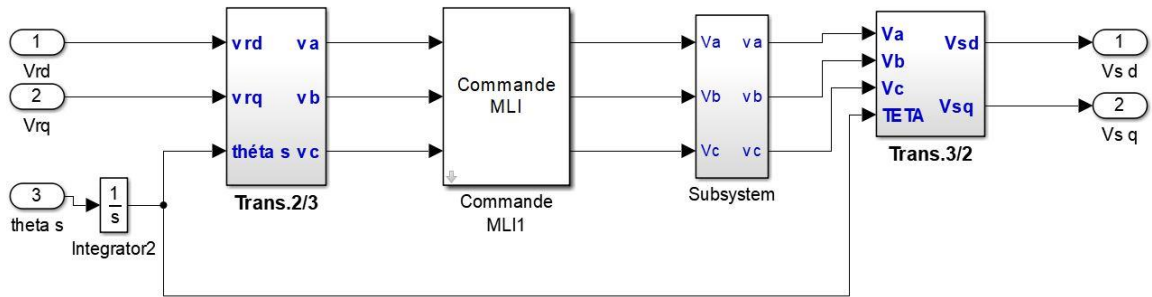 1
Vrd
2
Vrq
3
theta s
1
s
Integrator2
vrd
va
vrq
vb
théta s
vc
Trans.2/3
Commande
MLI
Commande
MLI1
Va
va
Vb
vb
Vc
vc
Subsystem
Va
Vsd
Vb
Vc
Vsq
TETA
Trans.3/2
1
Vs d
2
Vs q